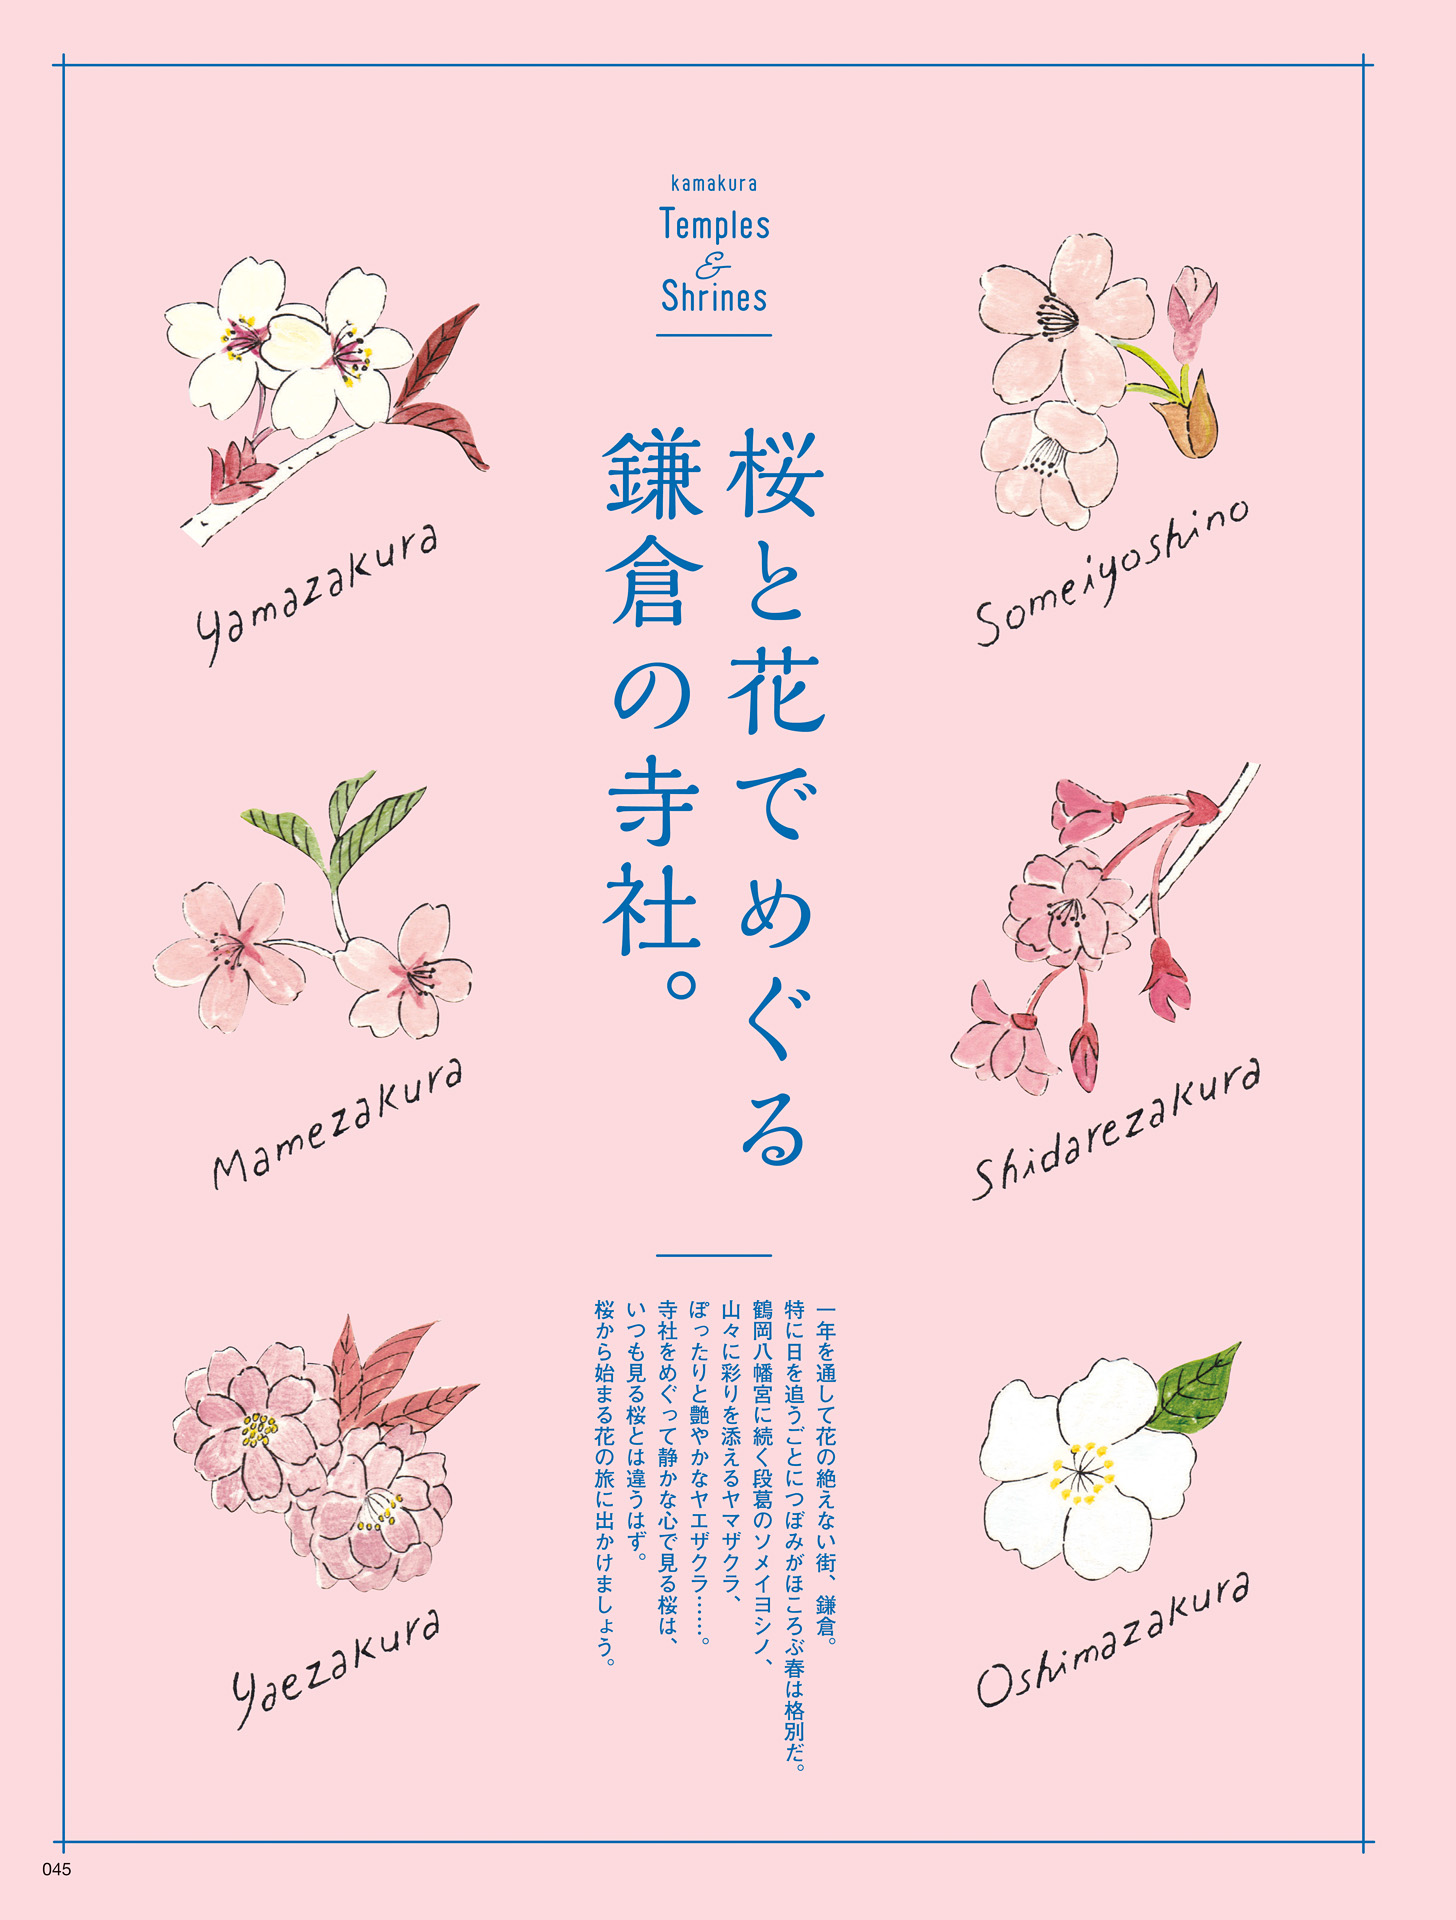 kamakura
Temples
&
Shrines
桜と花でめぐる
鎌倉の寺社。
Yamazakura
Someiyoshino
Mamezakura
Shidarezakura
Yaezakura
Oshimazakura
一年を通して花の絶えない街、鎌倉。
特に日を追うごとにつぼみがほころぶ春は格別だ。
鶴岡八幡宮に続く段葛のソメイヨシノ、
山々に彩りを添えるヤマザクラ、
ぽったりと艶やかなヤエザクラ……。
寺社をめぐって静かな心で見る桜は、
いつも見る桜とは違うはず。
桜から始まる花の旅に出かけましょう。
045